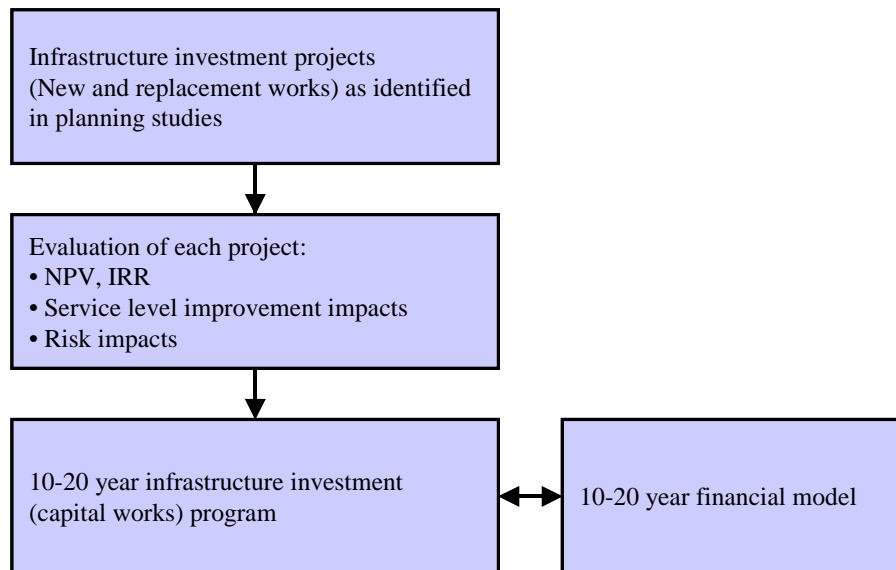 Infrastructure investment projects
(New and replacement works) as identified
in planning studies
Evaluation of each project:
• NPV, IRR
• Service level improvement impacts
• Risk impacts
10-20 year infrastructure investment
(capital works) program
10-20 year financial model